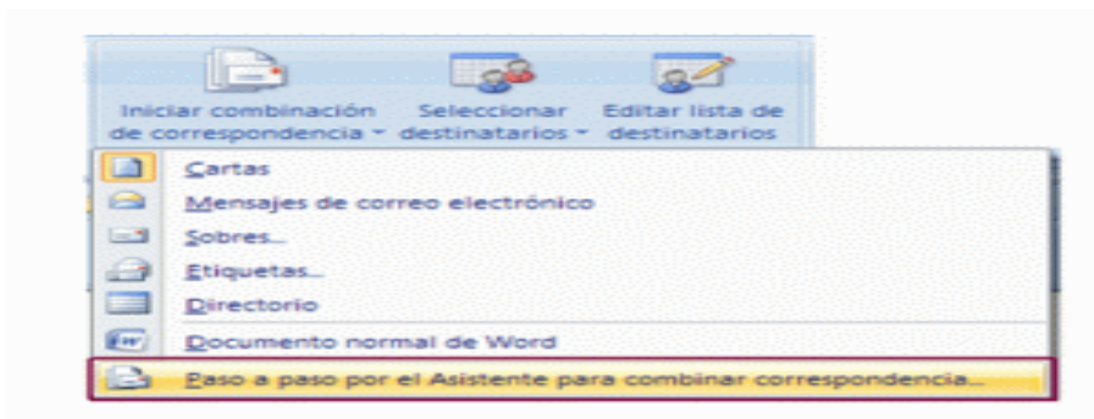 Iniciar combinación Seleccionar Editar lista de
de correspondencia destinatarios destinatarios
Cartas
Mensajes de correo electrónico
Sobres...
Etiquetas...
Directorio
Documento normal de Word
Paso a paso por el Asistente para combinar correspondencia...